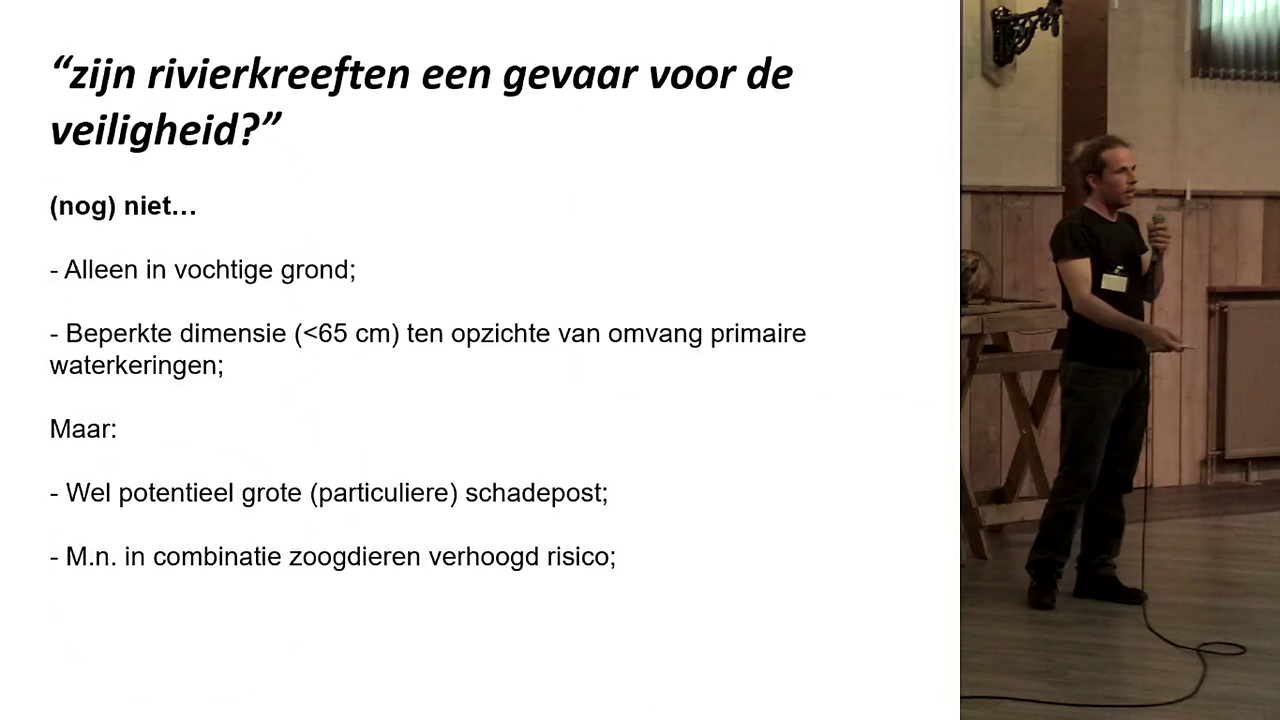 “zijn rivierkreeften een gevaar voor de
veiligheid?”
(nog) niet…
- Alleen in vochtige grond;
- Beperkte dimensie (<65 cm) ten opzichte van omvang primaire
waterkeringen;
Maar:
- Wel potentieel grote (particuliere) schadepost;
- M.n. in combinatie zoogdieren verhoogd risico;